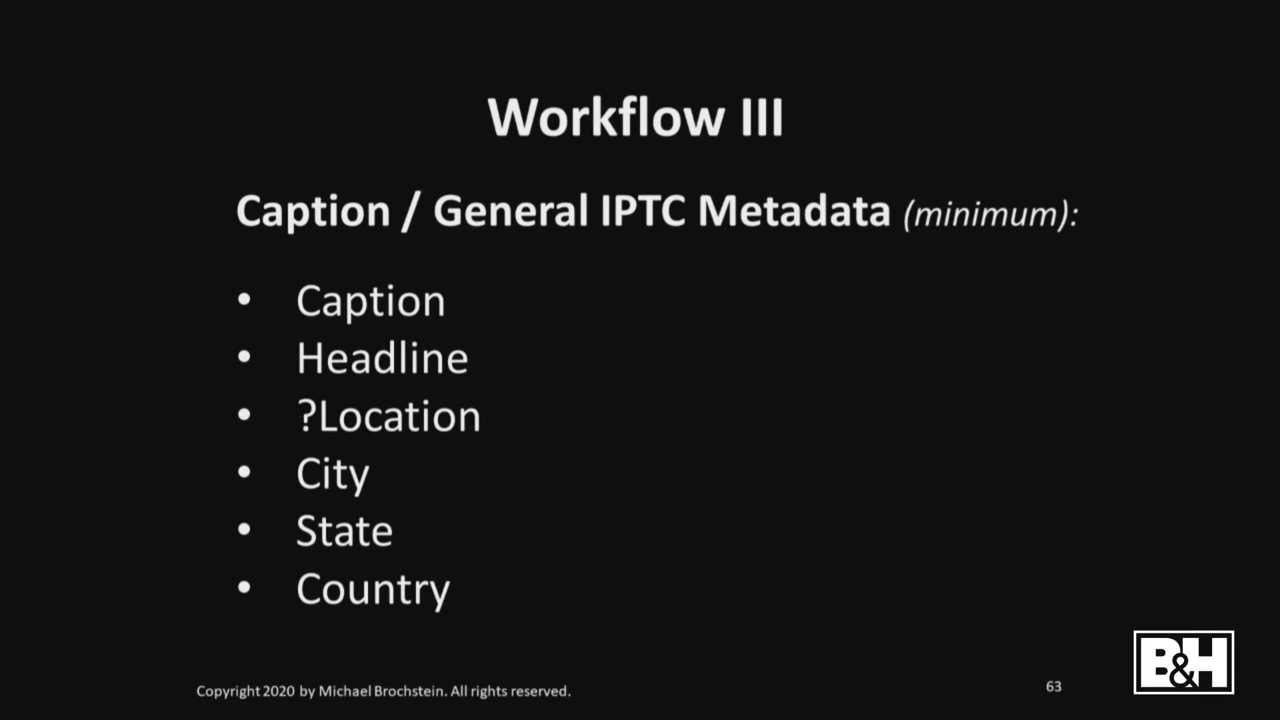 Workflow III
Caption / General IPTC Metadata (minimum):
• Caption
• Headline
• ?Location
• City
• State
• Country
Copyright 2020 by Michael Brochstein. All rights reserved.
63
B&H